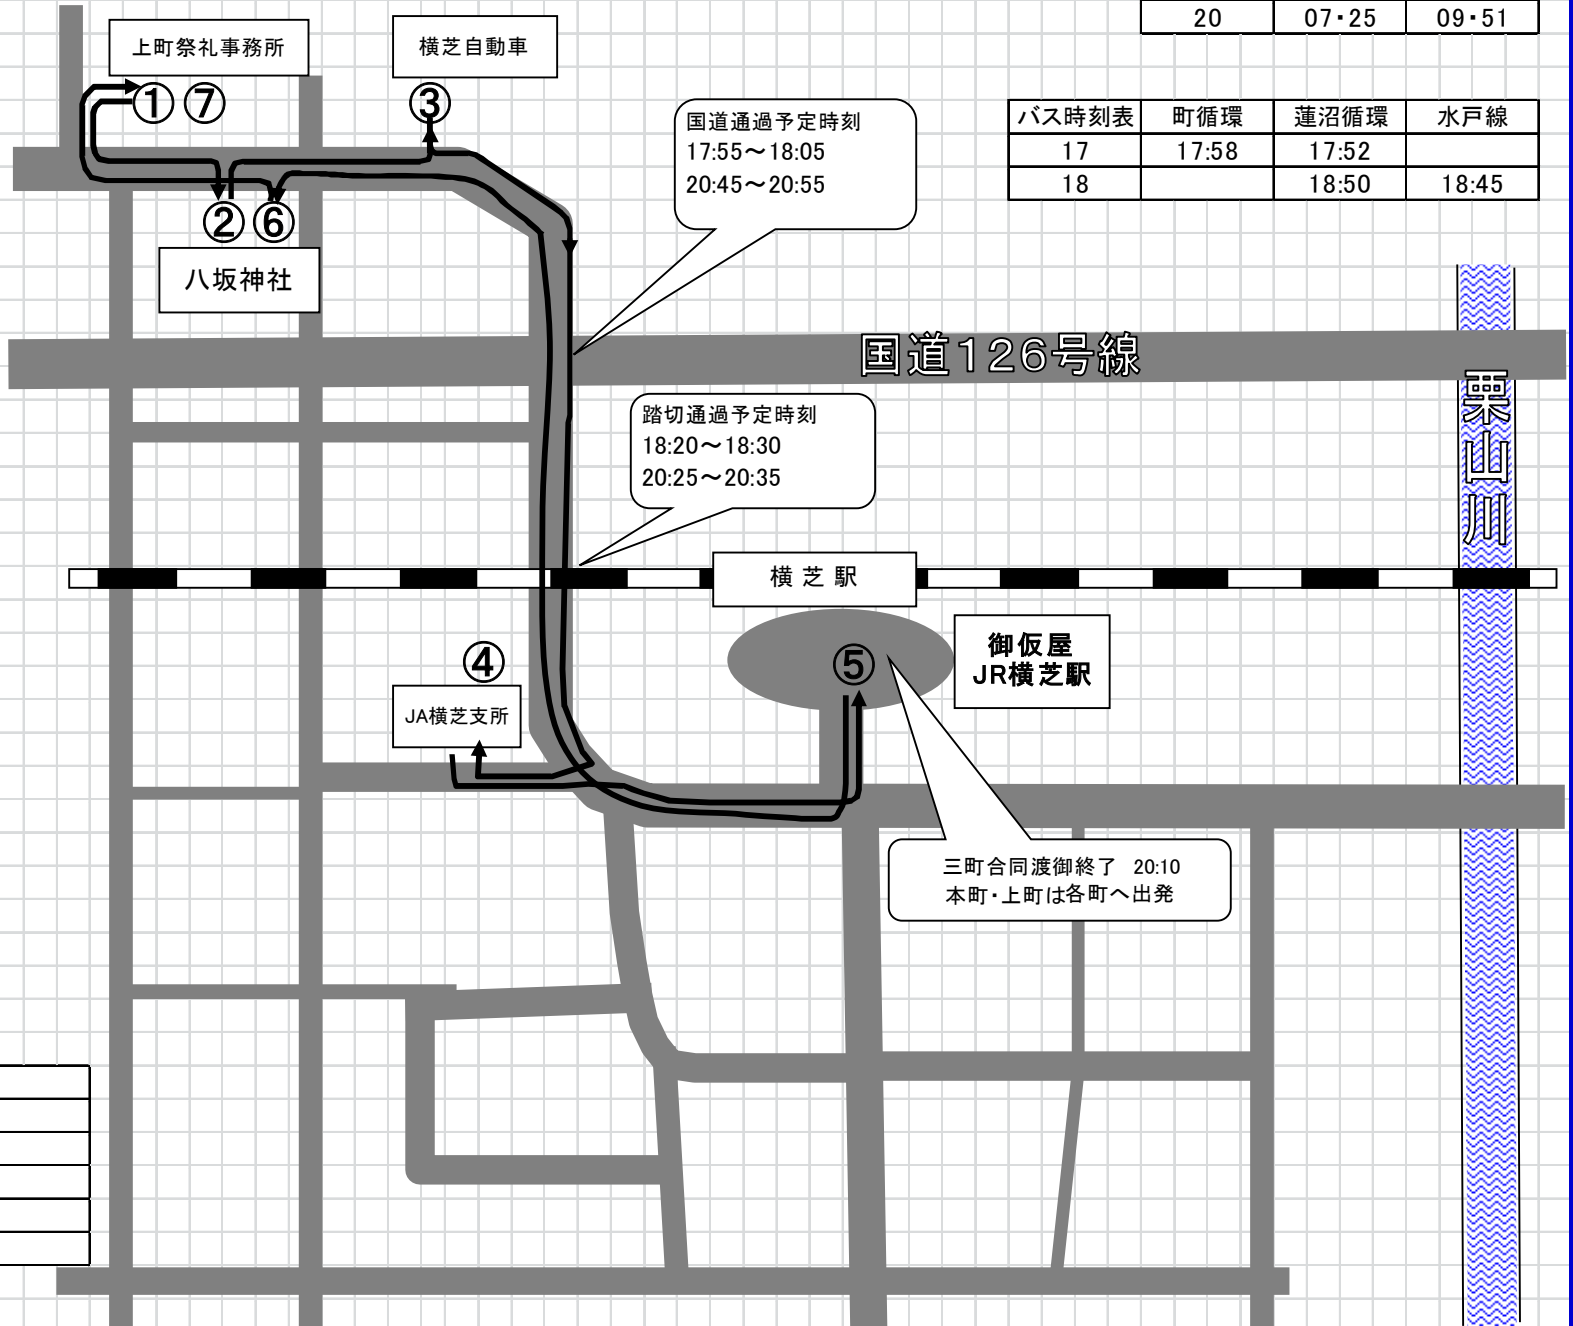 20 07・25 09・51
上町祭礼事務所
横芝自動車
① ⑦
③
国道通過予定時刻
17:55～18:05
20:45～20:55
バス時刻表 町循環 蓮沼循環 水戸線
17 17:58 17:52
18 18:50 18:45
② ⑥
八坂神社
国道126号線
栗山川
踏切通過予定時刻
18:20～18:30
20:25～20:35
横芝駅
④
JA横芝支所
⑤
御仮屋
JR横芝駅
三町合同渡御終了 20:10
本町・上町は各町へ出発